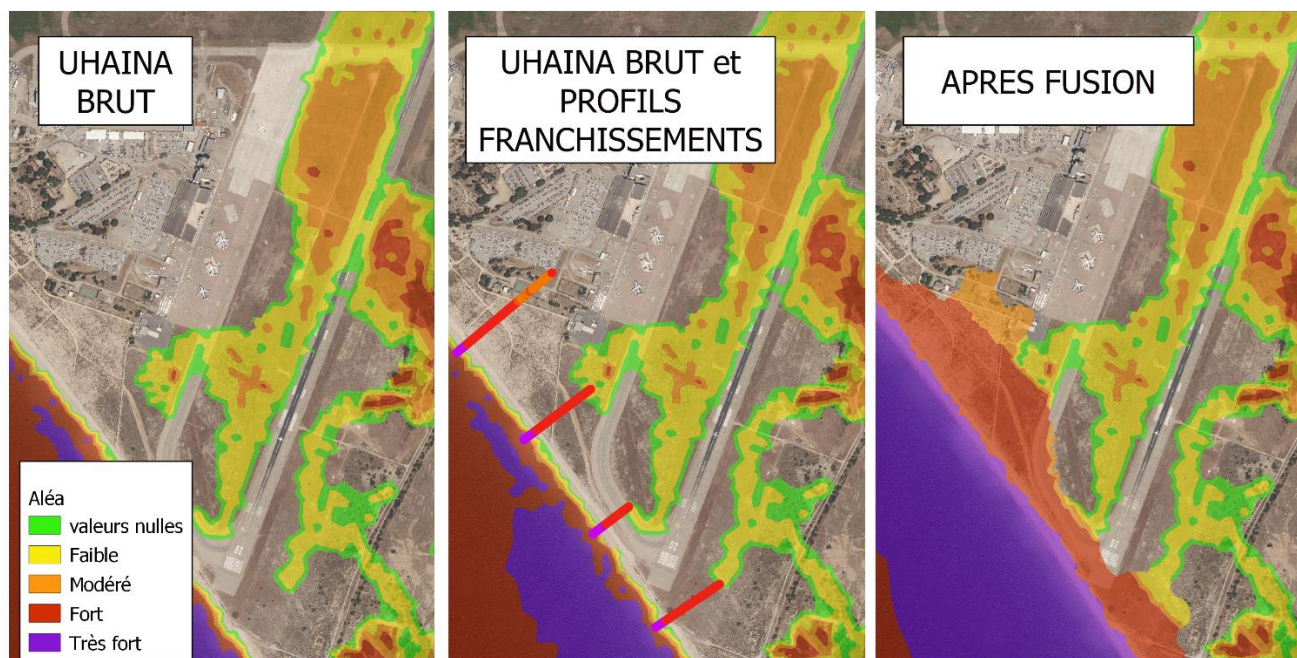 UHAINA
BRUT
UHAINA BRUT et
PROFILS
FRANCHISSEMENTS
APRES FUSION
Aléa
valeurs nulles
Faible
Modéré
Fort
Très fort